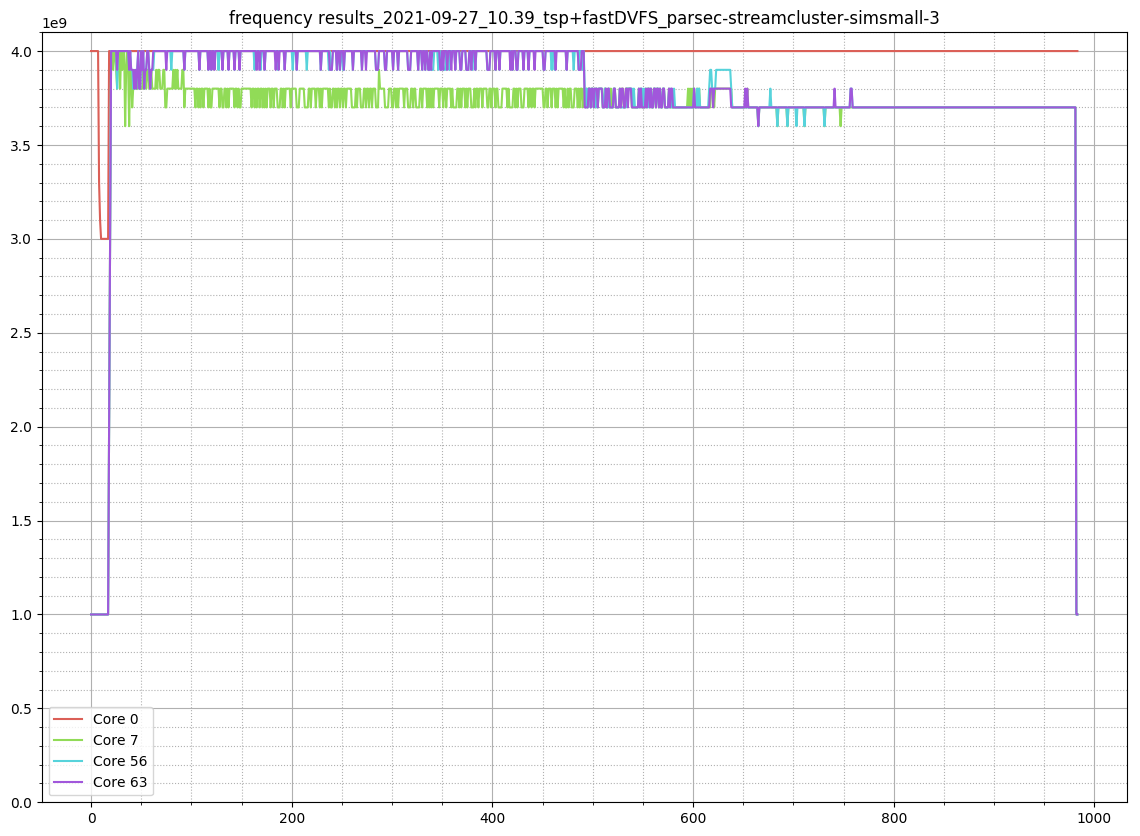 frequency results_2021-09-27_10.39_tsp+fastDVFS_parsec-streamcluster-simsmall-3
1e9
4.0
3.5
3.0
2.5
2.0
1.5
1.0
0.5
0.0
Core 0
Core 7
Core 56
Core 63
0 200 400 600 800 1000